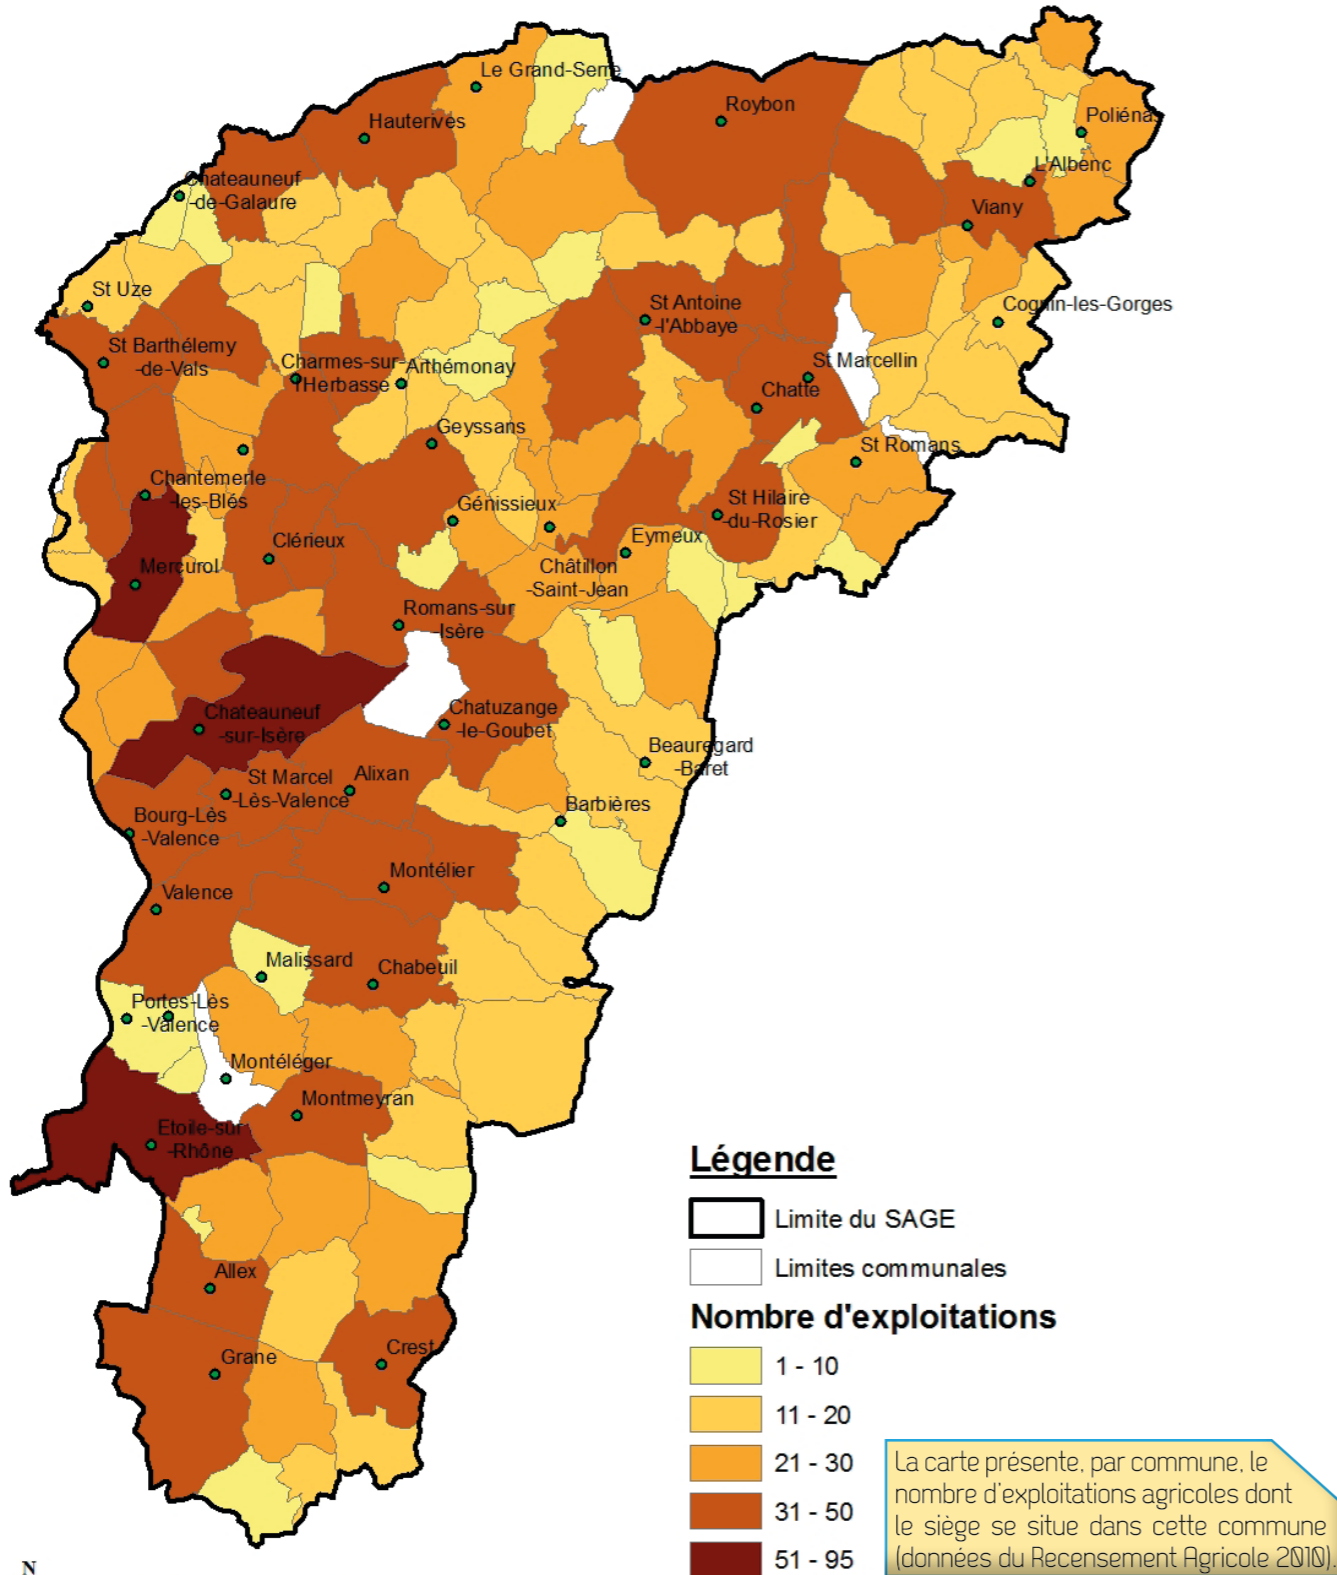 Le Grand-Serre
Roybon
Hauterives
Poliénas
L'Albenc
Chateauneuf
-de-Galaure
Viany
St Uze
St Antoine
-l'Abbaye
Cognin-les-Gorges
St Barthélemy
-de-Vals
Charmes-sur-
l'Herbasse
Arthémonay
St Marcellin
Chatte
Geyssans
St Romans
Chantemerle
-les-Blés
Génissieux
St Hilaire
-du-Rosier
Clérieux
Eymeux
Mercurol
Châtillon
-Saint-Jean
Romans-sur
-Isère
Chateauneuf
-sur-Isère
Chatuzange
-le-Goubet
Beauregard
-Baret
St Marcel
-Lès-Valence
Alixan
Bourg-Lès
-Valence
Barbières
Montélier
Valence
Malissard
Chabeuil
Portes-Lès
-Valence
Montéléger
Montmeyran
Etoile-sur
-Rhône
Allex
Grane
Crest
Légende
Limite du SAGE
Limites communales
Nombre d'exploitations
1 - 10
11 - 20
21 - 30
31 - 50
51 - 95
La carte présente, par commune, le
nombre d'exploitations agricoles dont
le siège se situe dans cette commune
(données du Recensement Agricole 2010).
N